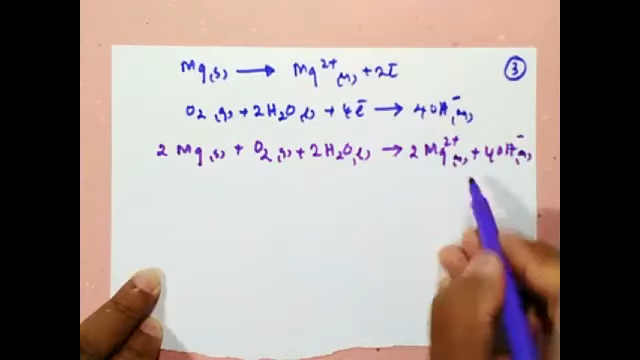 Mg(s) → Mg²⁺(aq) + 2ē ③
O₂(g) + 2H₂O(l) + 4ē → 4OH⁻(aq)
2Mg(s) + O₂(g) + 2H₂O(l) → 2Mg²⁺(aq) + 4OH⁻(aq)